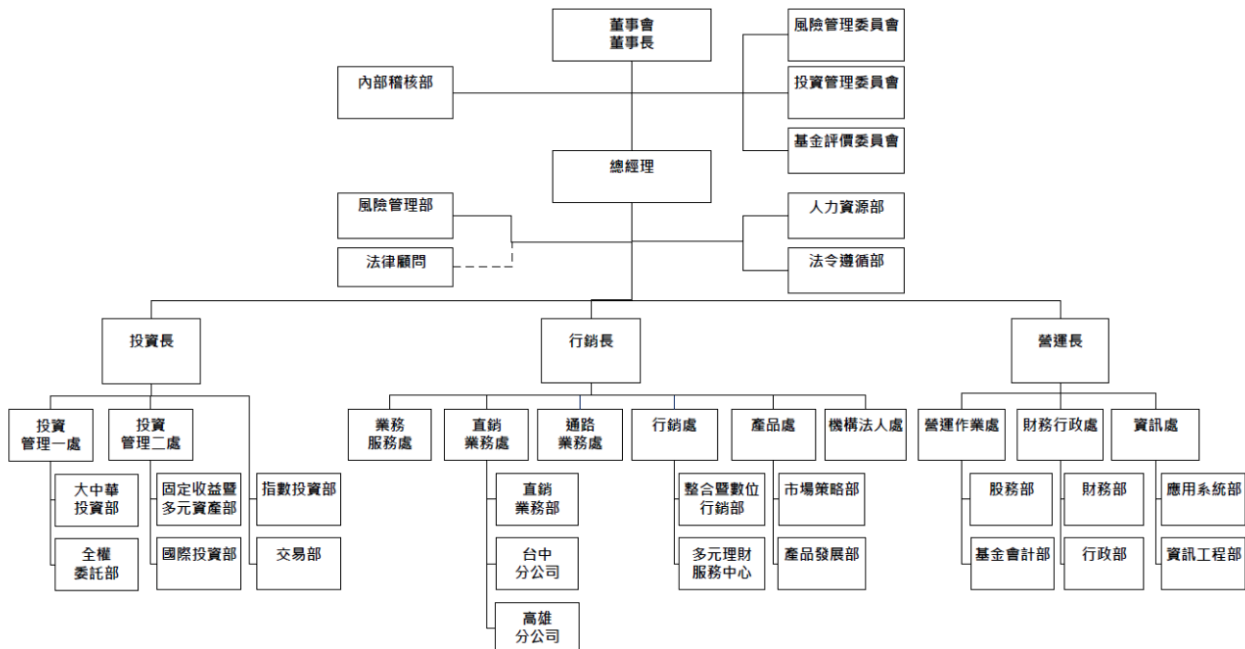 董事會
董事長
風險管理委員會
內部稽核部
投資管理委員會
基金評價委員會
總經理
風險管理部
人力資源部
法律顧問
法令遵循部
投資長
行銷長
營運長
投資
管理一處
投資
管理二處
業務
服務處
直銷
業務處
通路
業務處
行銷處
產品處
機構法人處
營運作業處
財務行政處
資訊處
大中華
投資部
固定收益暨
多元資產部
指數投資部
直銷
業務部
整合暨數位
行銷部
市場策略部
股務部
財務部
應用系統部
全權
委託部
國際投資部
交易部
台中
分公司
多元理財
服務中心
產品發展部
基金會計部
行政部
資訊工程部
高雄
分公司